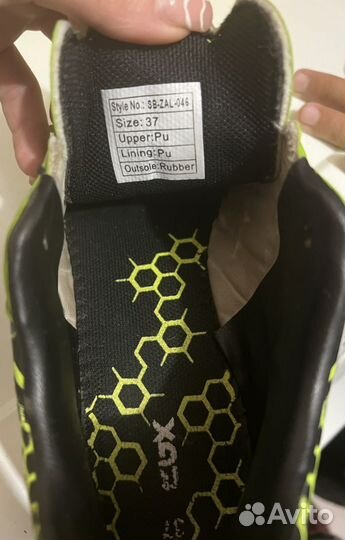 Style No.: SB-ZAL-046
Size: 37
Upper:Pu
Lining:Pu
Outsole:Rubber
Avito